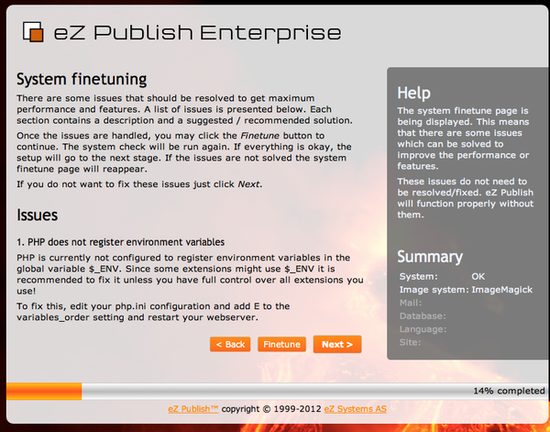 eZ Publish Enterprise
System finetuning
There are some issues that should be resolved to get maximum
performance and features. A list of issues is presented below. Each
section contains a description and a suggested / recommended solution.
Once the issues are handled, you may click the Finetune button to
continue. The system check will be run again. If everything is okay, the
setup will go to the next stage. If the issues are not solved the system
finetune page will reappear.
If you do not want to fix these issues just click Next.
Issues
1. PHP does not register environment variables
PHP is currently not configured to register environment variables in the
global variable $_ENV. Since some extensions might use $_ENV it is
recommended to fix it unless you have full control over all extensions you
use!
To fix this, edit your php.ini configuration and add E to the
variables_order setting and restart your webserver.
< Back Finetune Next >
Help
The system finetune page is
being displayed. This means
that there are some issues
which can be solved to
improve the performance or
features.
These issues do not need to
be resolved/fixed. eZ Publish
will function properly without
them.
Summary
System: OK
Image system: ImageMagick
Mail:
Database:
Language:
Site:
14% completed
eZ Publish™ copyright © 1999-2012 eZ Systems AS